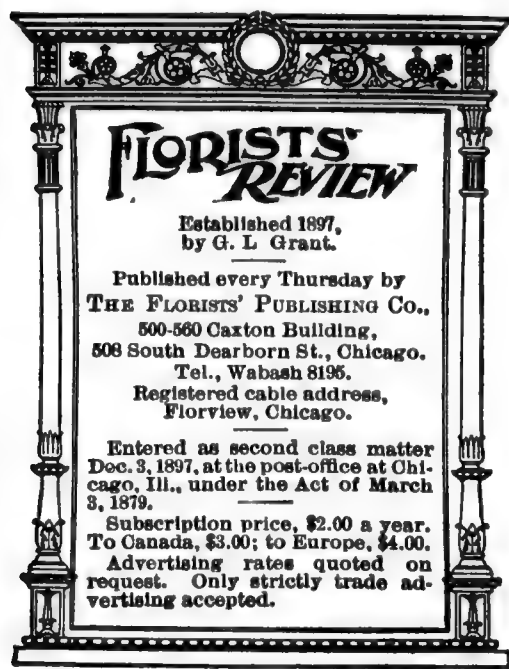 FLORISTS'
REVIEW
Established 1897,
by G. L Grant.
Published every Thursday by
THE FLORISTS' PUBLISHING CO.,
500-560 Caxton Building,
508 South Dearborn St., Chicago.
Tel., Wabash 8195.
Registered cable address,
Florview, Chicago.
Entered as second class matter
Dec. 3, 1897, at the post-office at Chi-
cago, Ill., under the Act of March
3, 1879.
Subscription price, $2.00 a year.
To Canada, $3.00; to Europe, $4.00.
Advertising rates quoted on
request. Only strictly trade ad-
vertising accepted.